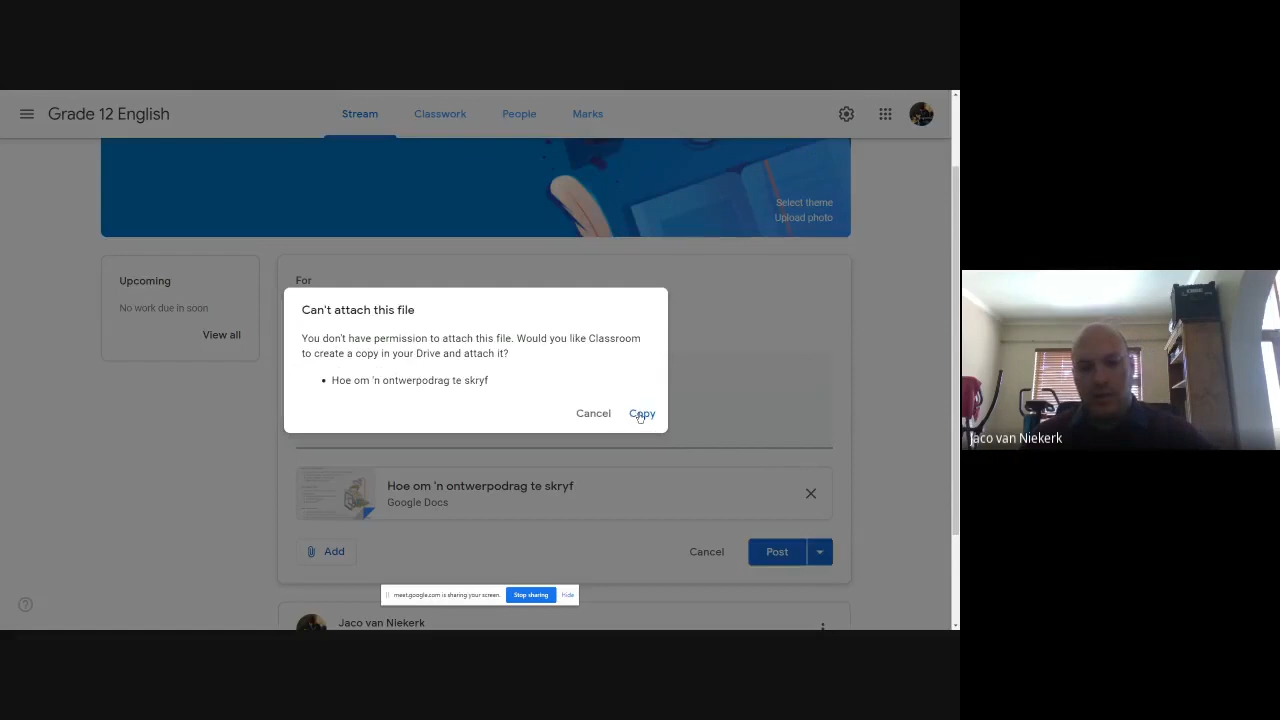 Grade 12 English
Stream
Classwork
People
Marks
Select theme
Upload photo
Upcoming
No work due in soon
View all
For
Can't attach this file
You don't have permission to attach this file. Would you like Classroom
to create a copy in your Drive and attach it?
• Hoe om 'n ontwerpodrag te skryf
Cancel
Copy
Hoe om 'n ontwerpodrag te skryf
Google Docs
Add
Cancel
Post
meet.google.com is sharing your screen.
Stop sharing
hide
Jaco van Niekerk
Jaco van Niekerk